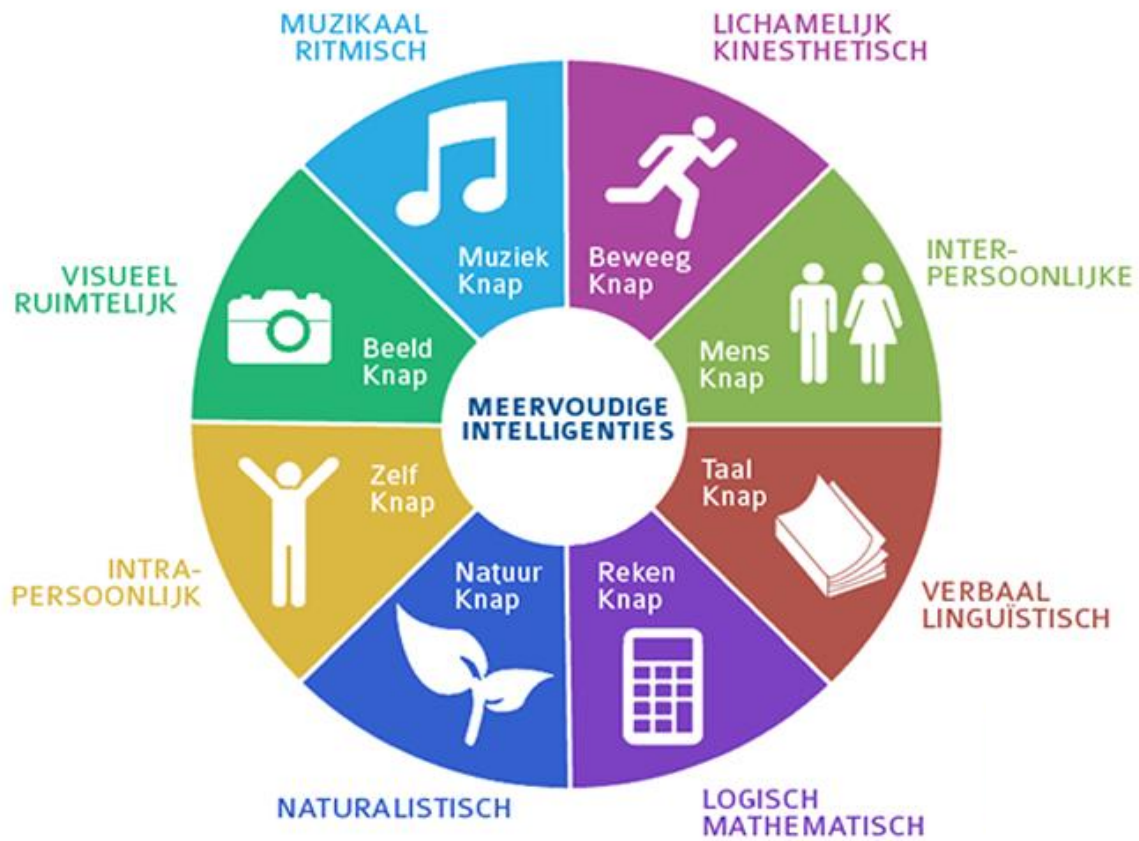 MUZIKAAL
RITMISCH
LICHAMELIJK
KINESTHETISCH
Muziek
Knap
Beweeg
Knap
VISUEEL
RUIMTELIJK
INTER-
PERSOONLIJKE
Beeld
Knap
Mens
Knap
MEERVOUDIGE
INTELLIGENTIES
Zelf
Knap
Taal
Knap
INTRA-
PERSOONLIJK
VERBAAL
LINGUÏSTISCH
Natuur
Knap
Reken
Knap
NATURALISTISCH
LOGISCH
MATHEMATISCH